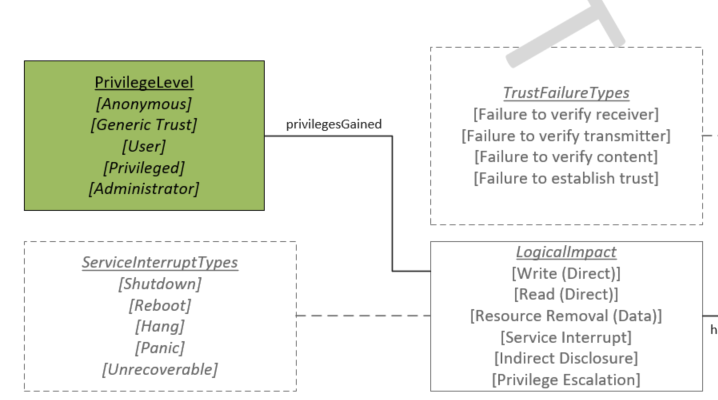 PrivilegeLevel
[Anonymous]
[Generic Trust]
[User]
[Privileged]
[Administrator]
privilegesGained
TrustFailureTypes
[Failure to verify receiver]
[Failure to verify transmitter]
[Failure to verify content]
[Failure to establish trust]
ServiceInterruptTypes
[Shutdown]
[Reboot]
[Hang]
[Panic]
[Unrecoverable]
LogicalImpact
[Write (Direct)]
[Read (Direct)]
[Resource Removal (Data)]
[Service Interrupt]
[Indirect Disclosure]
[Privilege Escalation]
h
T